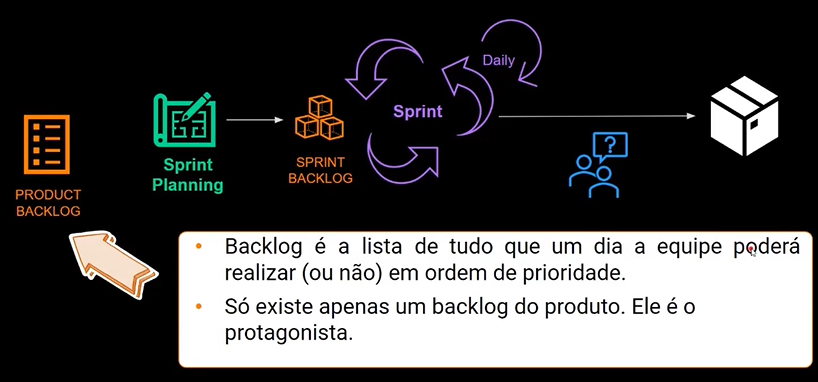 PRODUCT
BACKLOG
Sprint
Planning
SPRINT
BACKLOG
Sprint
Daily
?
• Backlog é a lista de tudo que um dia a equipe poderá
realizar (ou não) em ordem de prioridade.
• Só existe apenas um backlog do produto. Ele é o
protagonista.